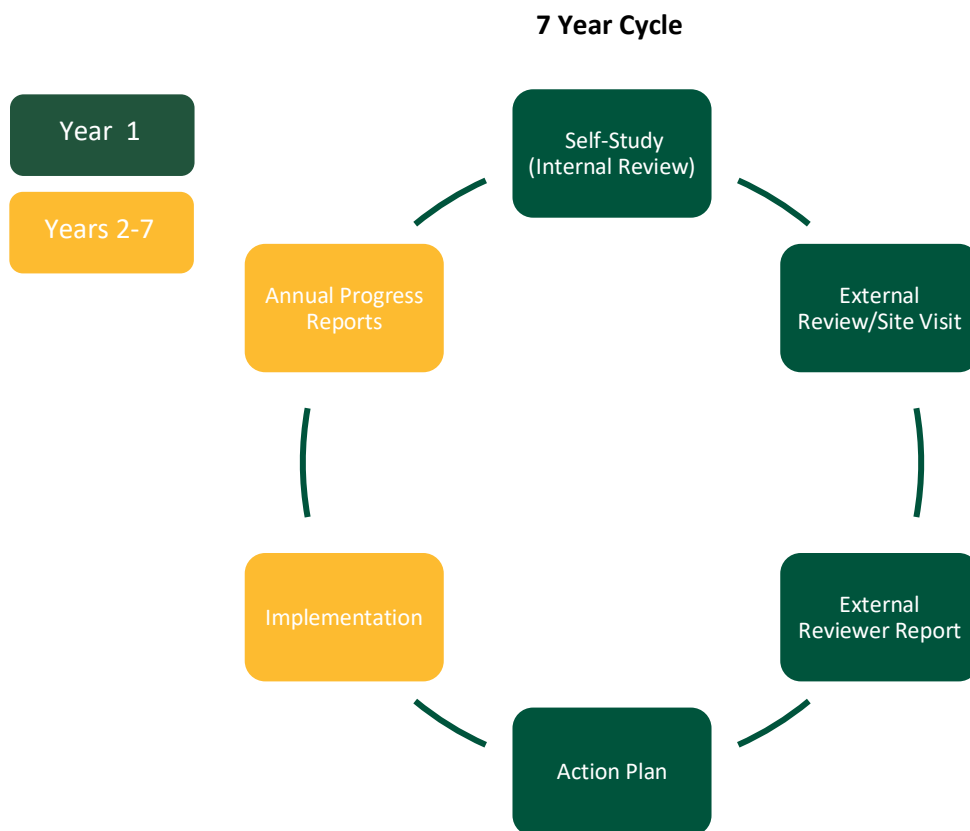 7 Year Cycle
Year 1
Years 2-7
Self-Study
(Internal Review)
External
Review/Site Visit
External
Reviewer Report
Action Plan
Implementation
Annual Progress
Reports